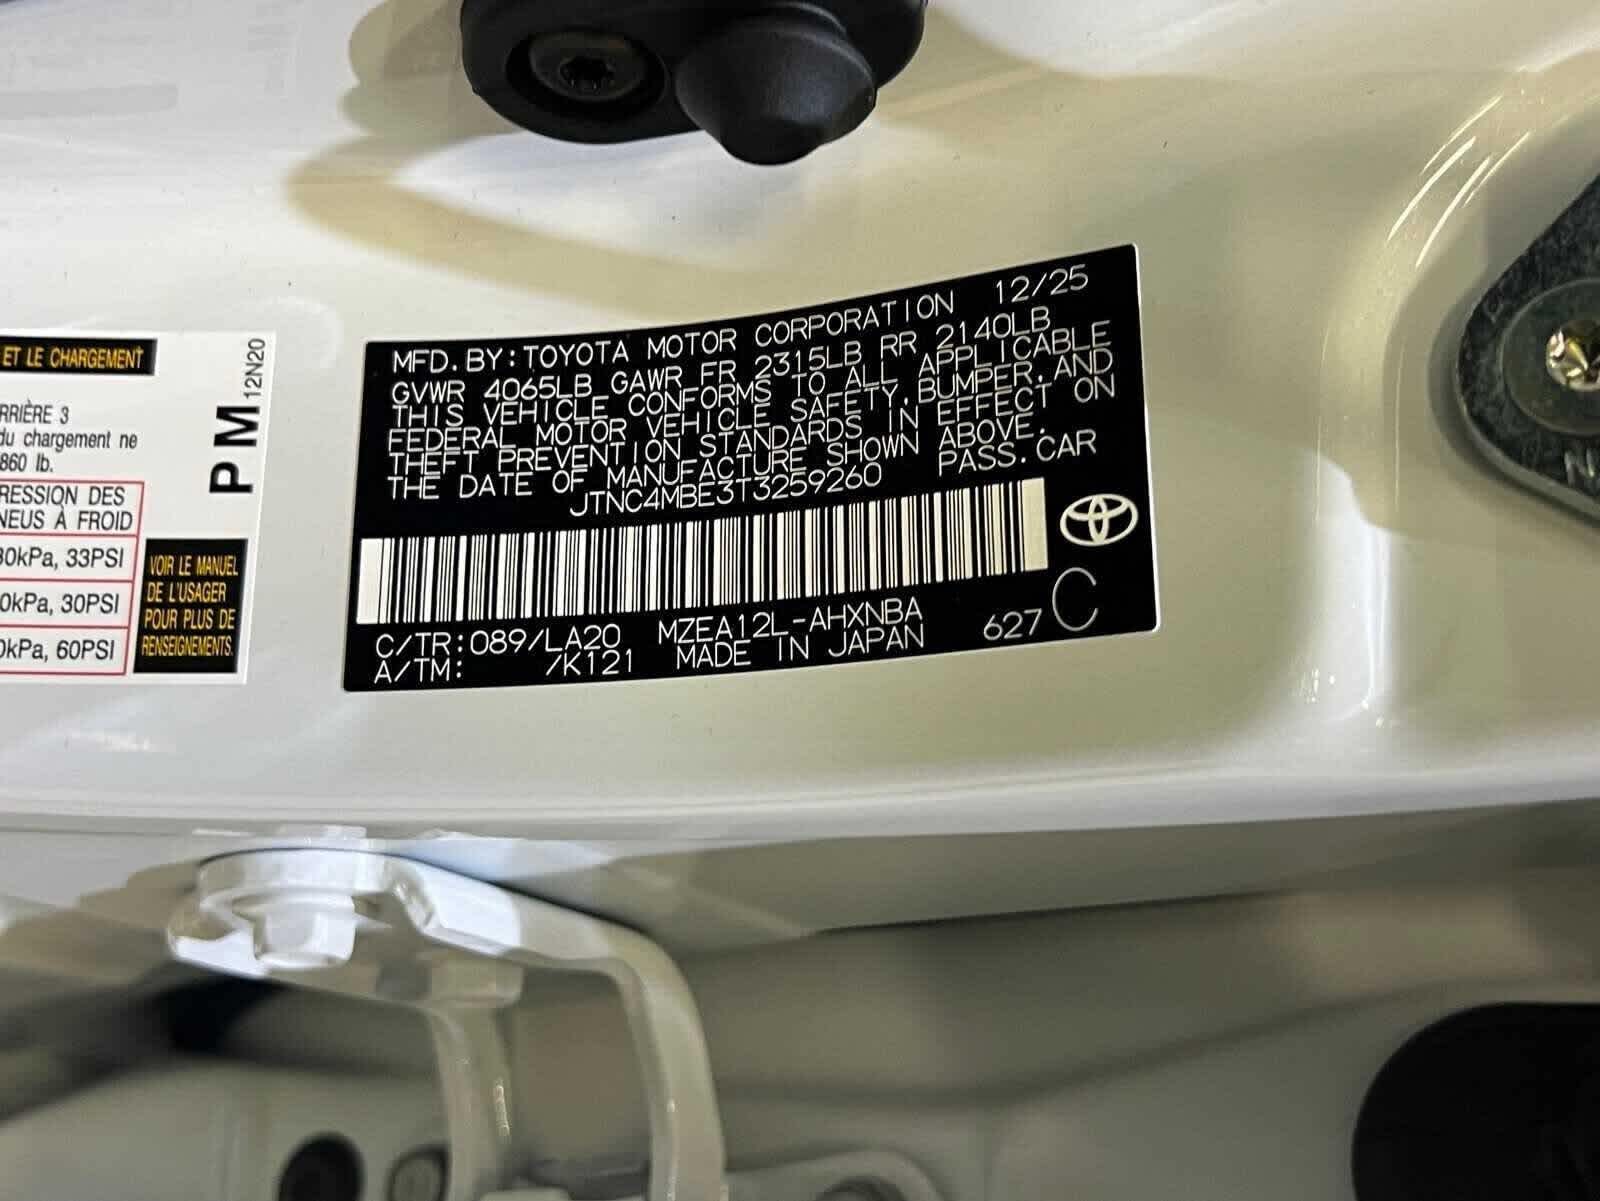 ET LE CHARGEMENT
PM 12N20
RRIÈRE 3
du chargement ne
860 lb.
RESSION DES
NEUS À FROID
30kPa, 33PSI
0kPa, 30PSI
0kPa, 60PSI
VOIR LE MANUEL
DE L'USAGER
POUR PLUS DE
RENSEIGNEMENTS.
MFD. BY: TOYOTA MOTOR CORPORATION 12/25
GVWR 4065LB GAWR FR 2315LB RR 2140LB
THIS VEHICLE CONFORMS TO ALL APPLICABLE
FEDERAL MOTOR VEHICLE SAFETY, BUMPER, AND
THEFT PREVENTION STANDARDS IN EFFECT ON
THE DATE OF MANUFACTURE SHOWN ABOVE.
JTNC4MBE3T3259260 PASS. CAR
C/TR: 089/LA20 MZEA12L-AHXNBA
A/TM: /K121 MADE IN JAPAN 627 C